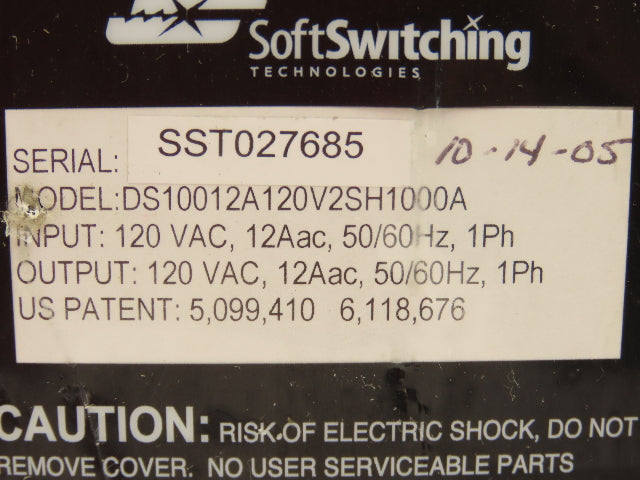 SoftSwitching
TECHNOLOGIES
SERIAL: SST027685 10-14-05
MODEL:DS10012A120V2SH1000A
INPUT: 120 VAC, 12Aac, 50/60Hz, 1Ph
OUTPUT: 120 VAC, 12Aac, 50/60Hz, 1Ph
US PATENT: 5,099,410 6,118,676
CAUTION: RISK OF ELECTRIC SHOCK, DO NOT
REMOVE COVER. NO USER SERVICEABLE PARTS